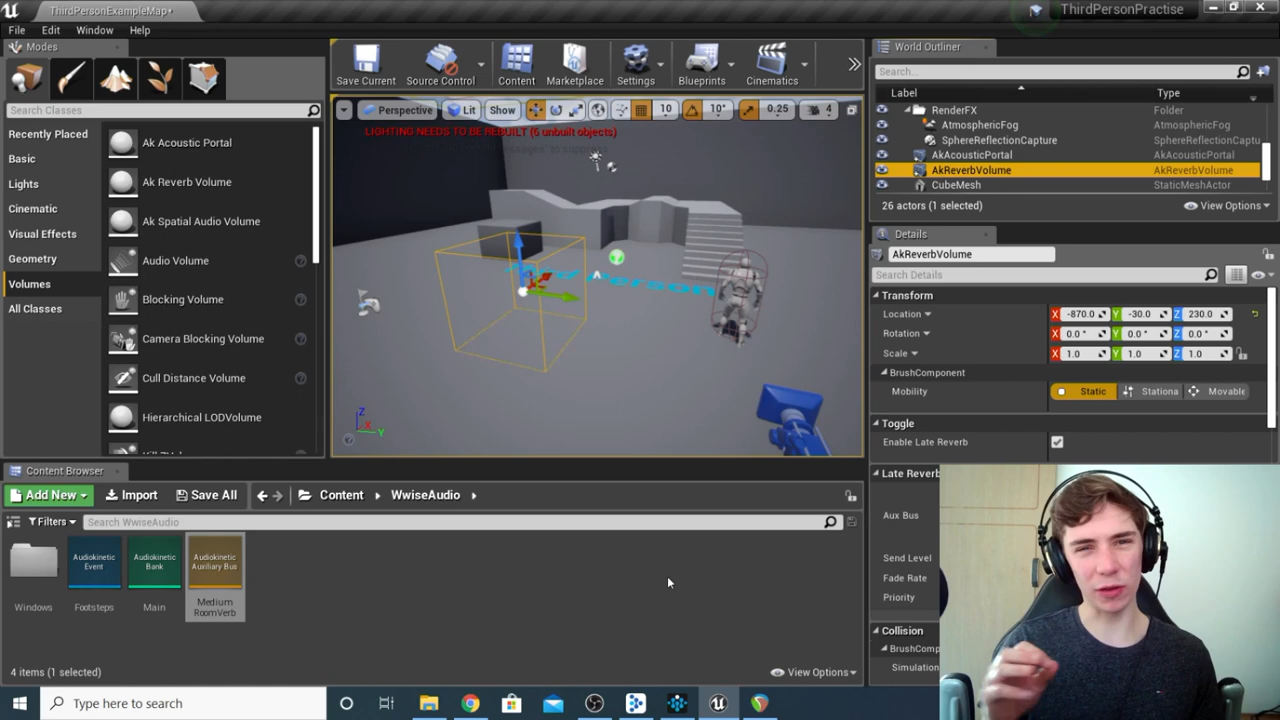 ThirdPersonExampleMap*
ThirdPersonPractise
File Edit Window Help
Modes
Search Classes
Recently Placed
Basic
Lights
Cinematic
Visual Effects
Geometry
Volumes
All Classes
Ak Acoustic Portal
Ak Reverb Volume
Ak Spatial Audio Volume
Audio Volume
Blocking Volume
Camera Blocking Volume
Cull Distance Volume
Hierarchical LODVolume
Save Current Source Control Content Marketplace Settings Blueprints Cinematics
Perspective Lit Show 10 10° 0.25 4
LIGHTING NEEDS TO BE REBUILT (6 unbuilt objects)
Person
Z
X
Y
World Outliner
Search...
Label Type
RenderFX Folder
AtmosphericFog AtmosphericFog
SphereReflectionCapture SphereReflectionCaptu
AkAcousticPortal AkAcousticPortal
AkReverbVolume AkReverbVolume
CubeMesh StaticMeshActor
26 actors (1 selected) View Options
Details
AkReverbVolume
Search Details
Transform
Location X -870.0 Y -30.0 Z 230.0
Rotation X 0.0° Y 0.0° Z 0.0°
Scale X 1.0 Y 1.0 Z 1.0
BrushComponent
Mobility Static Stationa Movable
Toggle
Enable Late Reverb
Late Reverb
Aux Bus
Send Level
Fade Rate
Priority
Collision
BrushComp
Simulation
Content Browser
Add New Import Save All Content WwiseAudio
Filters Search WwiseAudio
Audiokinetic Event
Audiokinetic Bank
Audiokinetic Auxiliary Bus
Windows Footsteps Main Medium RoomVerb
4 items (1 selected) View Options
Type here to search